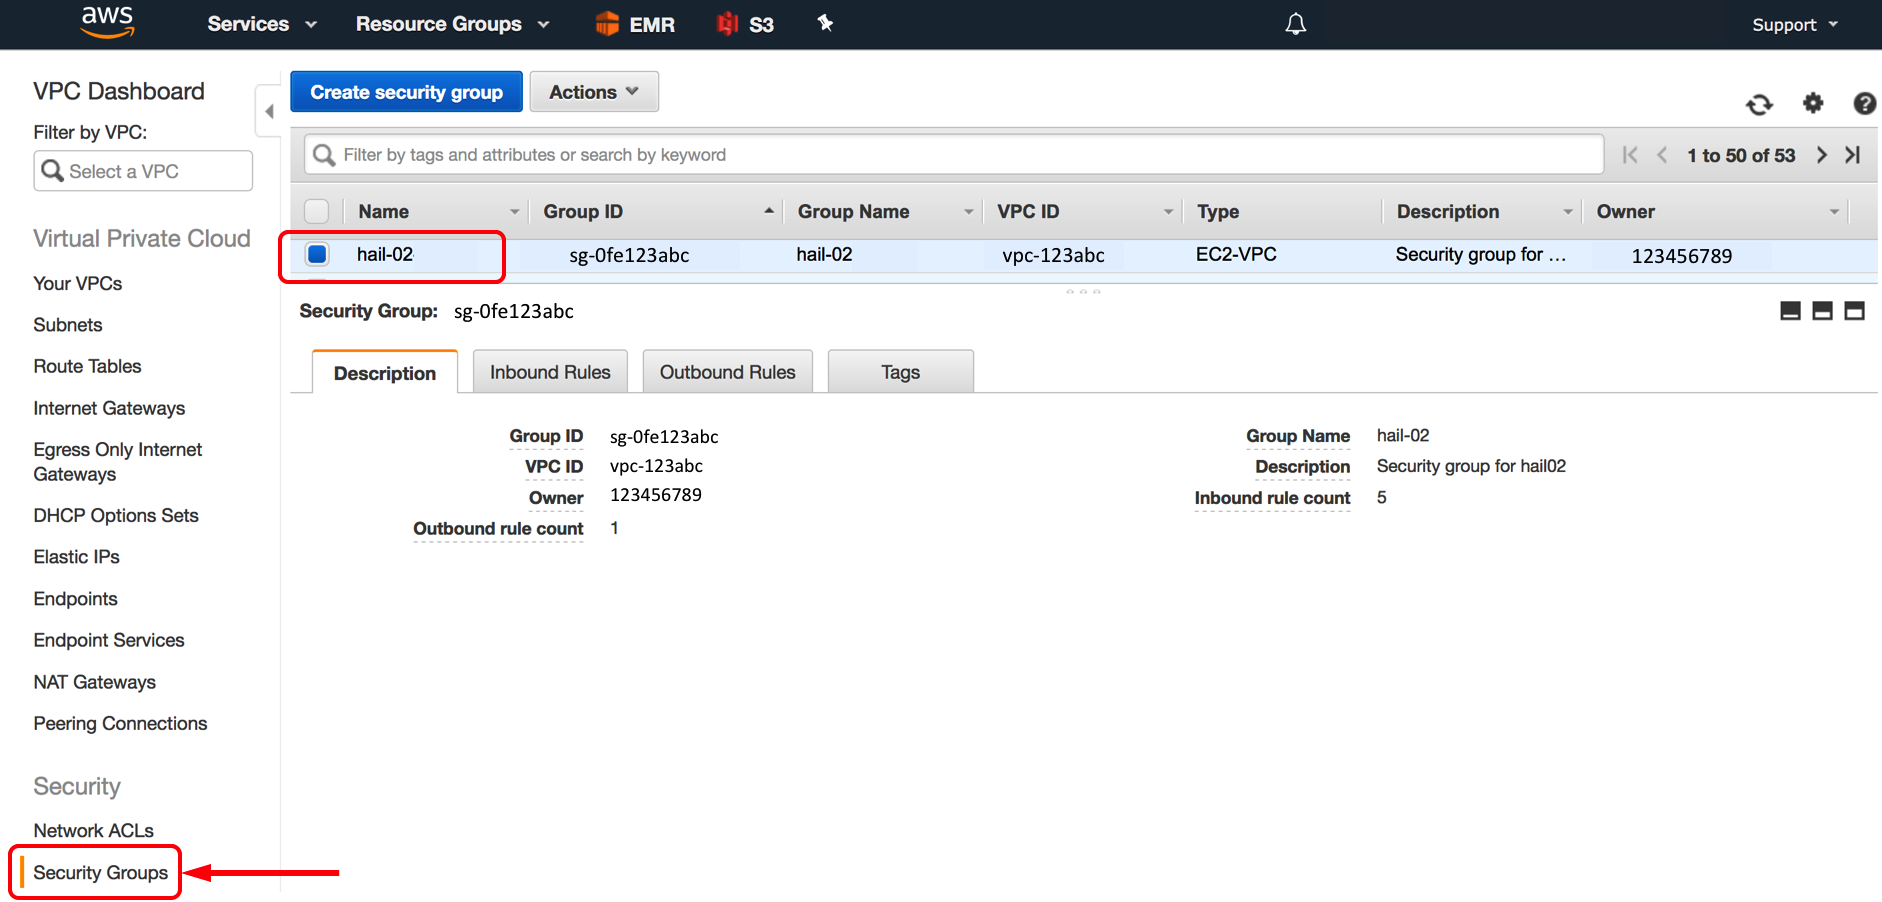 aws Services Resource Groups EMR S3 Support
VPC Dashboard
Filter by VPC:
Select a VPC
Virtual Private Cloud
Your VPCs
Subnets
Route Tables
Internet Gateways
Egress Only Internet
Gateways
DHCP Options Sets
Elastic IPs
Endpoints
Endpoint Services
NAT Gateways
Peering Connections
Security
Network ACLs
Security Groups
Create security group Actions
Filter by tags and attributes or search by keyword 1 to 50 of 53
Name Group ID Group Name VPC ID Type Description Owner
hail-02 sg-0fe123abc hail-02 vpc-123abc EC2-VPC Security group for ... 123456789
Security Group: sg-0fe123abc
Description Inbound Rules Outbound Rules Tags
Group ID sg-0fe123abc Group Name hail-02
VPC ID vpc-123abc Description Security group for hail02
Owner 123456789 Inbound rule count 5
Outbound rule count 1